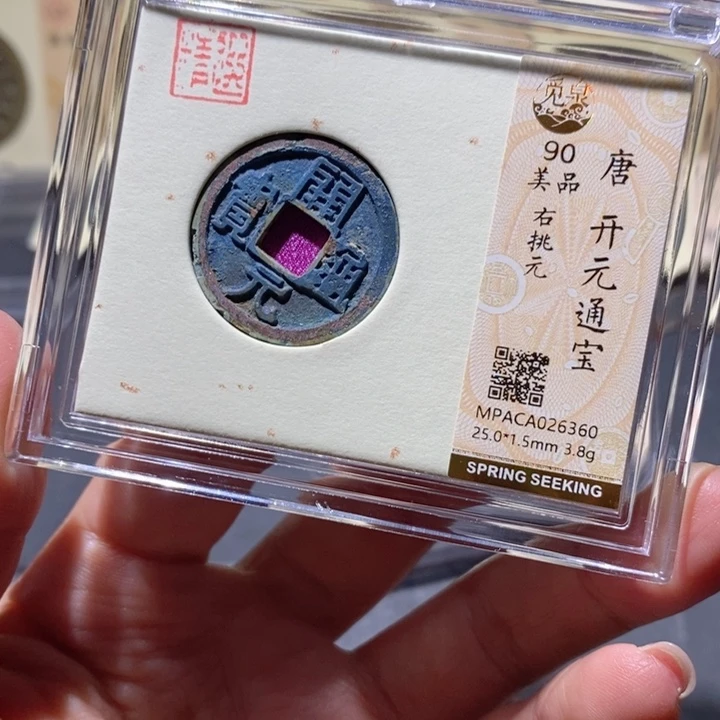 開元通寶
觅泉
唐 开元通宝
90
美品
右挑元
MPACA026360
25.0*1.5mm 3.8g
SPRING SEEKING